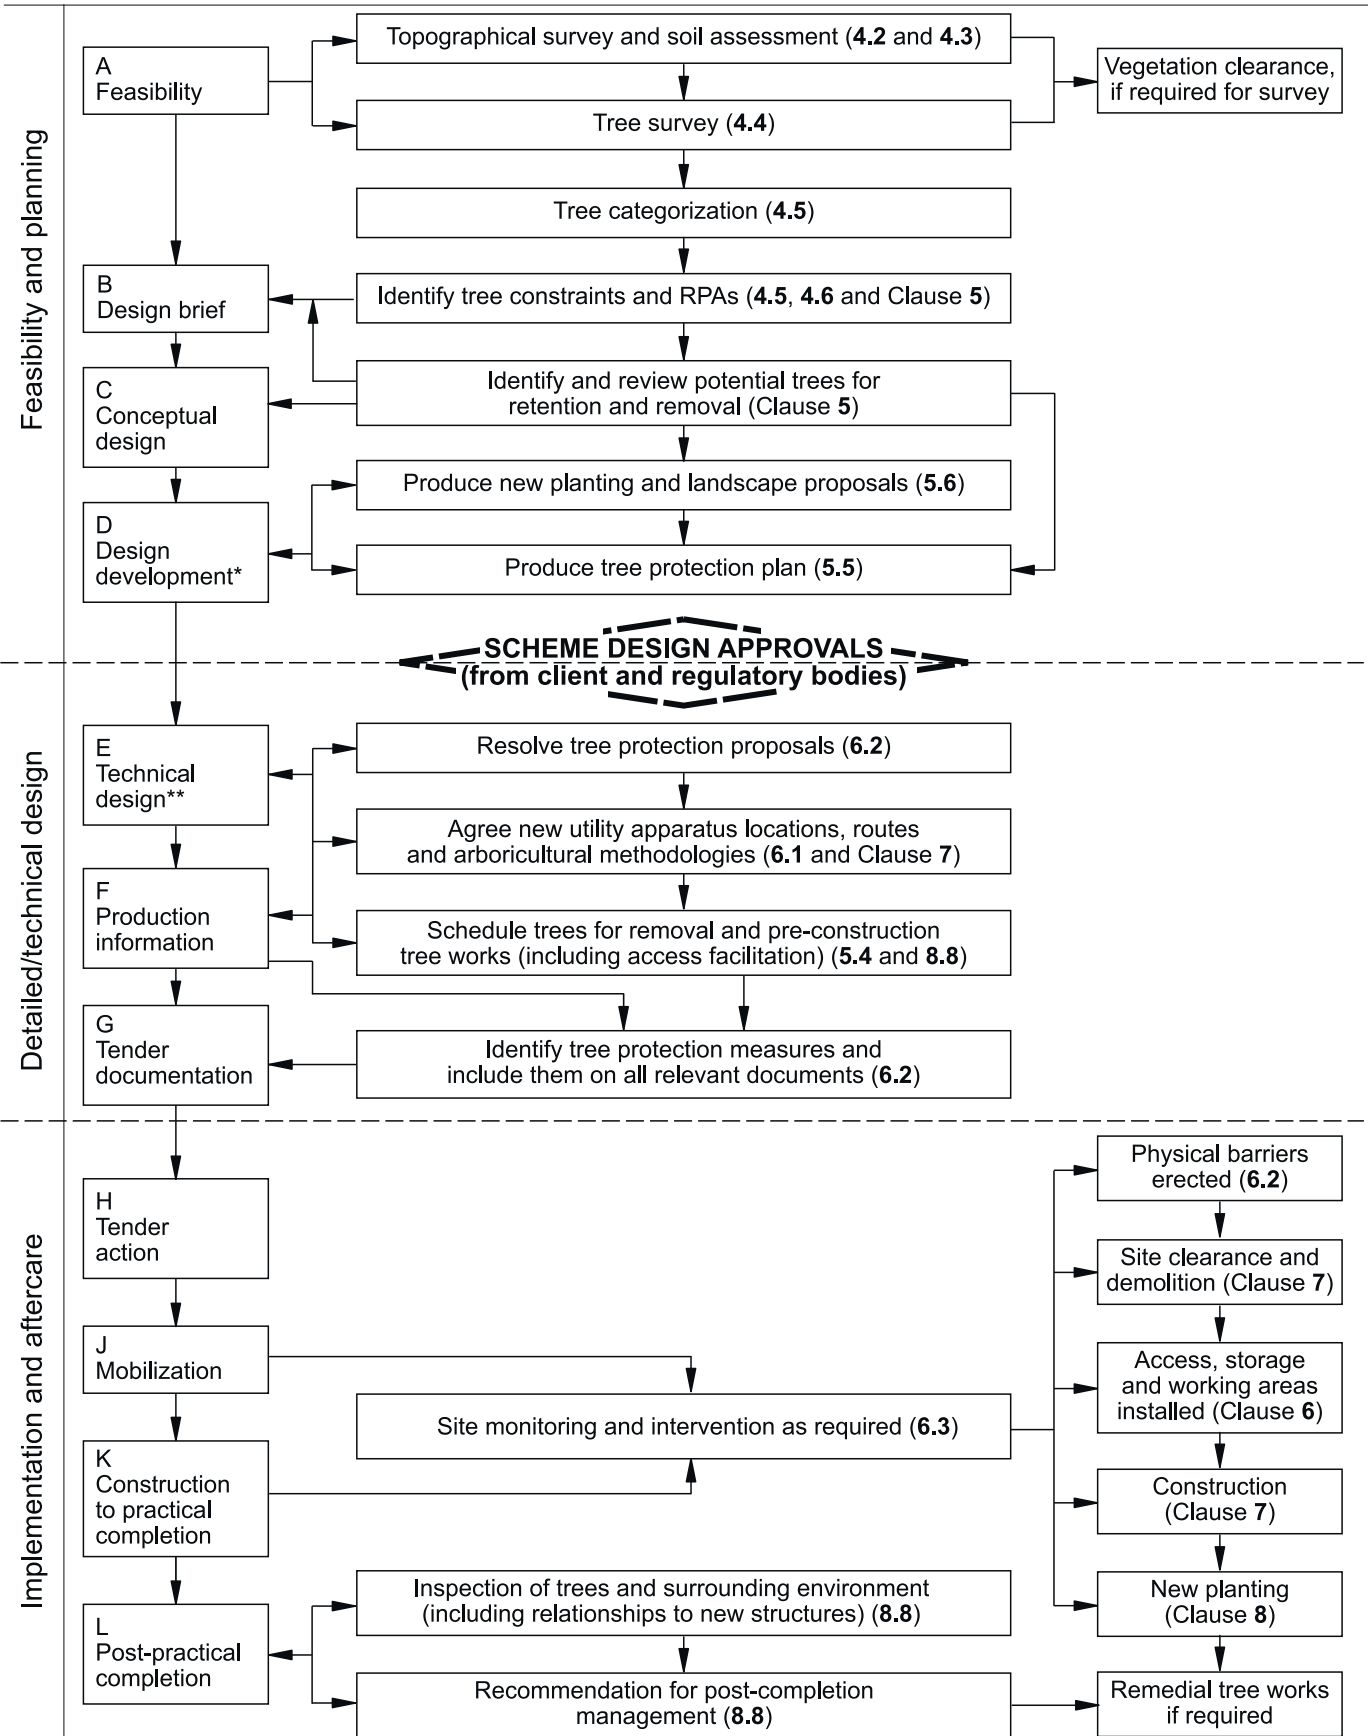 Feasibility and planning
A
Feasibility
Topographical survey and soil assessment (4.2 and 4.3)
Vegetation clearance,
if required for survey
Tree survey (4.4)
Tree categorization (4.5)
B
Design brief
Identify tree constraints and RPAs (4.5, 4.6 and Clause 5)
C
Conceptual
design
Identify and review potential trees for
retention and removal (Clause 5)
Produce new planting and landscape proposals (5.6)
D
Design
development*
Produce tree protection plan (5.5)
SCHEME DESIGN APPROVALS
(from client and regulatory bodies)
Detailed/technical design
E
Technical
design**
Resolve tree protection proposals (6.2)
Agree new utility apparatus locations, routes
and arboricultural methodologies (6.1 and Clause 7)
F
Production
information
Schedule trees for removal and pre-construction
tree works (including access facilitation) (5.4 and 8.8)
G
Tender
documentation
Identify tree protection measures and
include them on all relevant documents (6.2)
Implementation and aftercare
H
Tender
action
Physical barriers
erected (6.2)
Site clearance and
demolition (Clause 7)
J
Mobilization
Access, storage
and working areas
installed (Clause 6)
Site monitoring and intervention as required (6.3)
K
Construction
to practical
completion
Construction
(Clause 7)
New planting
(Clause 8)
L
Post-practical
completion
Inspection of trees and surrounding environment
(including relationships to new structures) (8.8)
Recommendation for post-completion
management (8.8)
Remedial tree works
if required